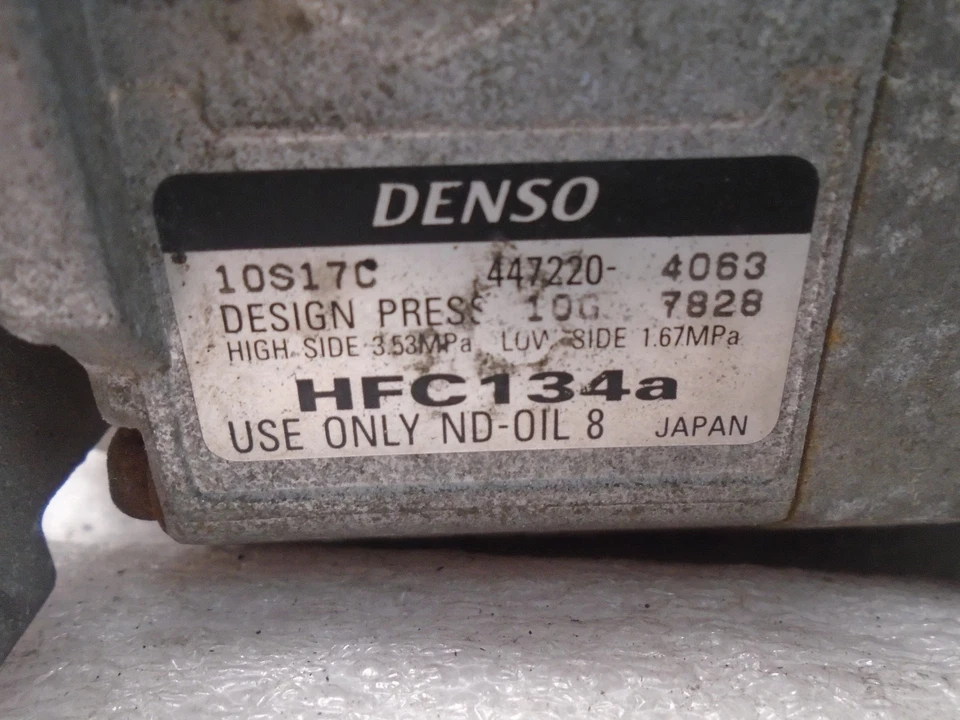 DENSO
10S17C 447220- 4063
DESIGN PRESS 10G 7828
HIGH SIDE 3.53MPa LOW SIDE 1.67MPa
HFC134a
USE ONLY ND-OIL 8 JAPAN